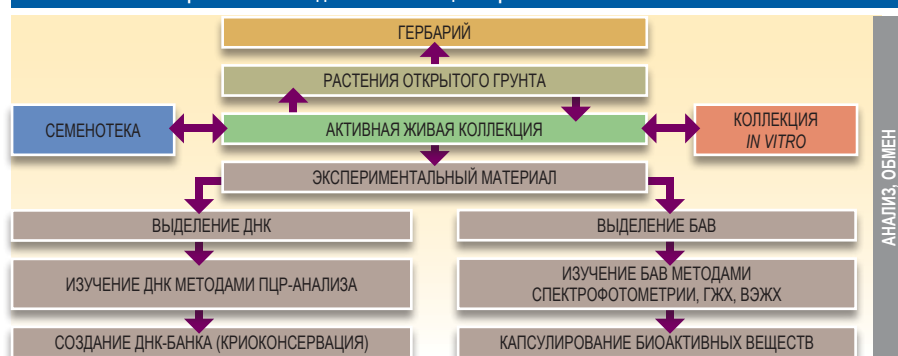 ГЕРБАРИЙ
РАСТЕНИЯ ОТКРЫТОГО ГРУНТА
СЕМЕНОТЕКА
АКТИВНАЯ ЖИВАЯ КОЛЛЕКЦИЯ
КОЛЛЕКЦИЯ
IN VITRO
ЭКСПЕРИМЕНТАЛЬНЫЙ МАТЕРИАЛ
ВЫДЕЛЕНИЕ ДНК
ВЫДЕЛЕНИЕ БАВ
ИЗУЧЕНИЕ ДНК МЕТОДАМИ ПЦР-АНАЛИЗА
ИЗУЧЕНИЕ БАВ МЕТОДАМИ
СПЕКТРОФОТОМЕТРИИ, ГЖХ, ВЭЖХ
СОЗДАНИЕ ДНК-БАНКА (КРИОКОНСЕРВАЦИЯ)
КАПСУЛИРОВАНИЕ БИОАКТИВНЫХ ВЕЩЕСТВ
АНАЛИЗ, ОБМЕН